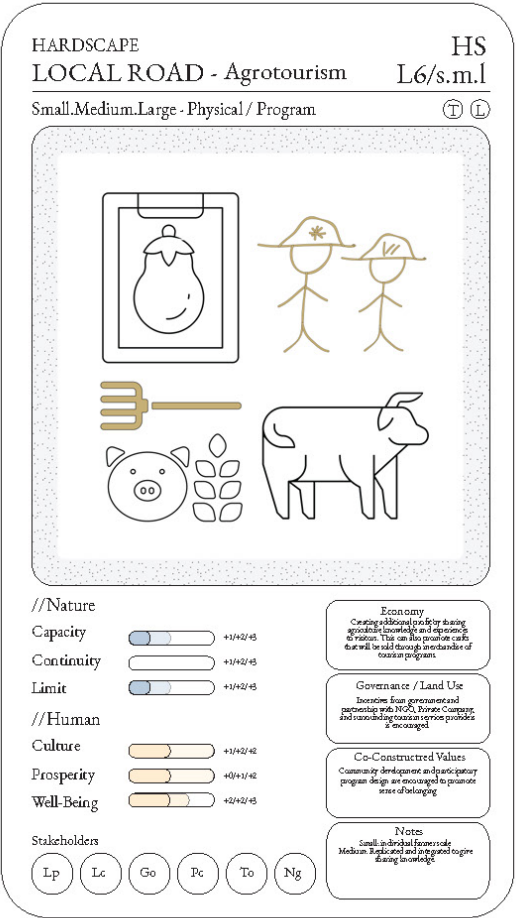 HARDSCAPE
HS
LOCAL ROAD - Agrotourism
L6/s.m.l
Small.Medium.Large - Physical / Program
T L
//Nature
Capacity +1/+2/+3
Continuity +1/+2/+3
Limit +1/+2/+3
//Human
Culture +1/+2/+2
Prosperity +0/+1/+2
Well-Being +2/+2/+3
Stakeholders
Lp Lc Go Pc To Ng
Economy
Creating additional profit by sharing
agriculture knowledge and experiences
to visitors. This can also promote crafts
that will be sold through merchandise of
tourism programs.
Governance / Land Use
Incentives from government and
partnership with NGO, Private Company,
and surrounding tourism services providers
is encouraged.
Co-Constructred Values
Community development and participatory
program design are encouraged to promote
sense of belonging
Notes
Small: individual farmer scale
Medium: Replicated and integrated to give
sharing knowledge